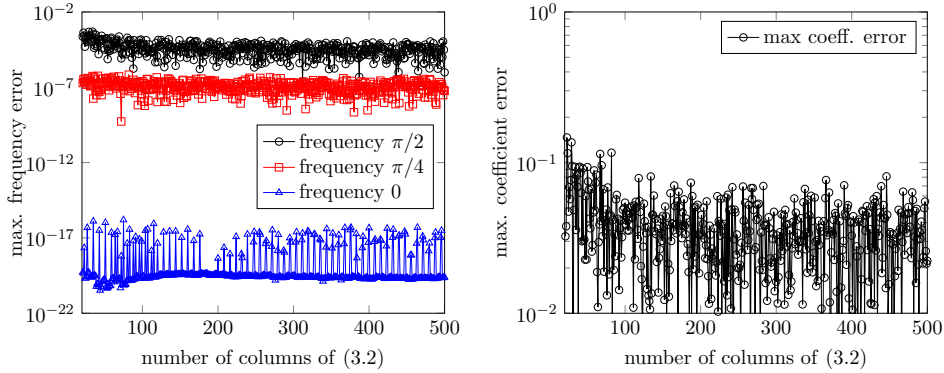 10^{-2}
10^{-7}
10^{-12}
10^{-17}
10^{-22}
100 200 300 400 500
number of columns of (3.2)
max. frequency error
frequency π/2
frequency π/4
frequency 0
10^{0}
10^{-1}
10^{-2}
100 200 300 400 500
number of columns of (3.2)
max. coefficient error
max coeff. error